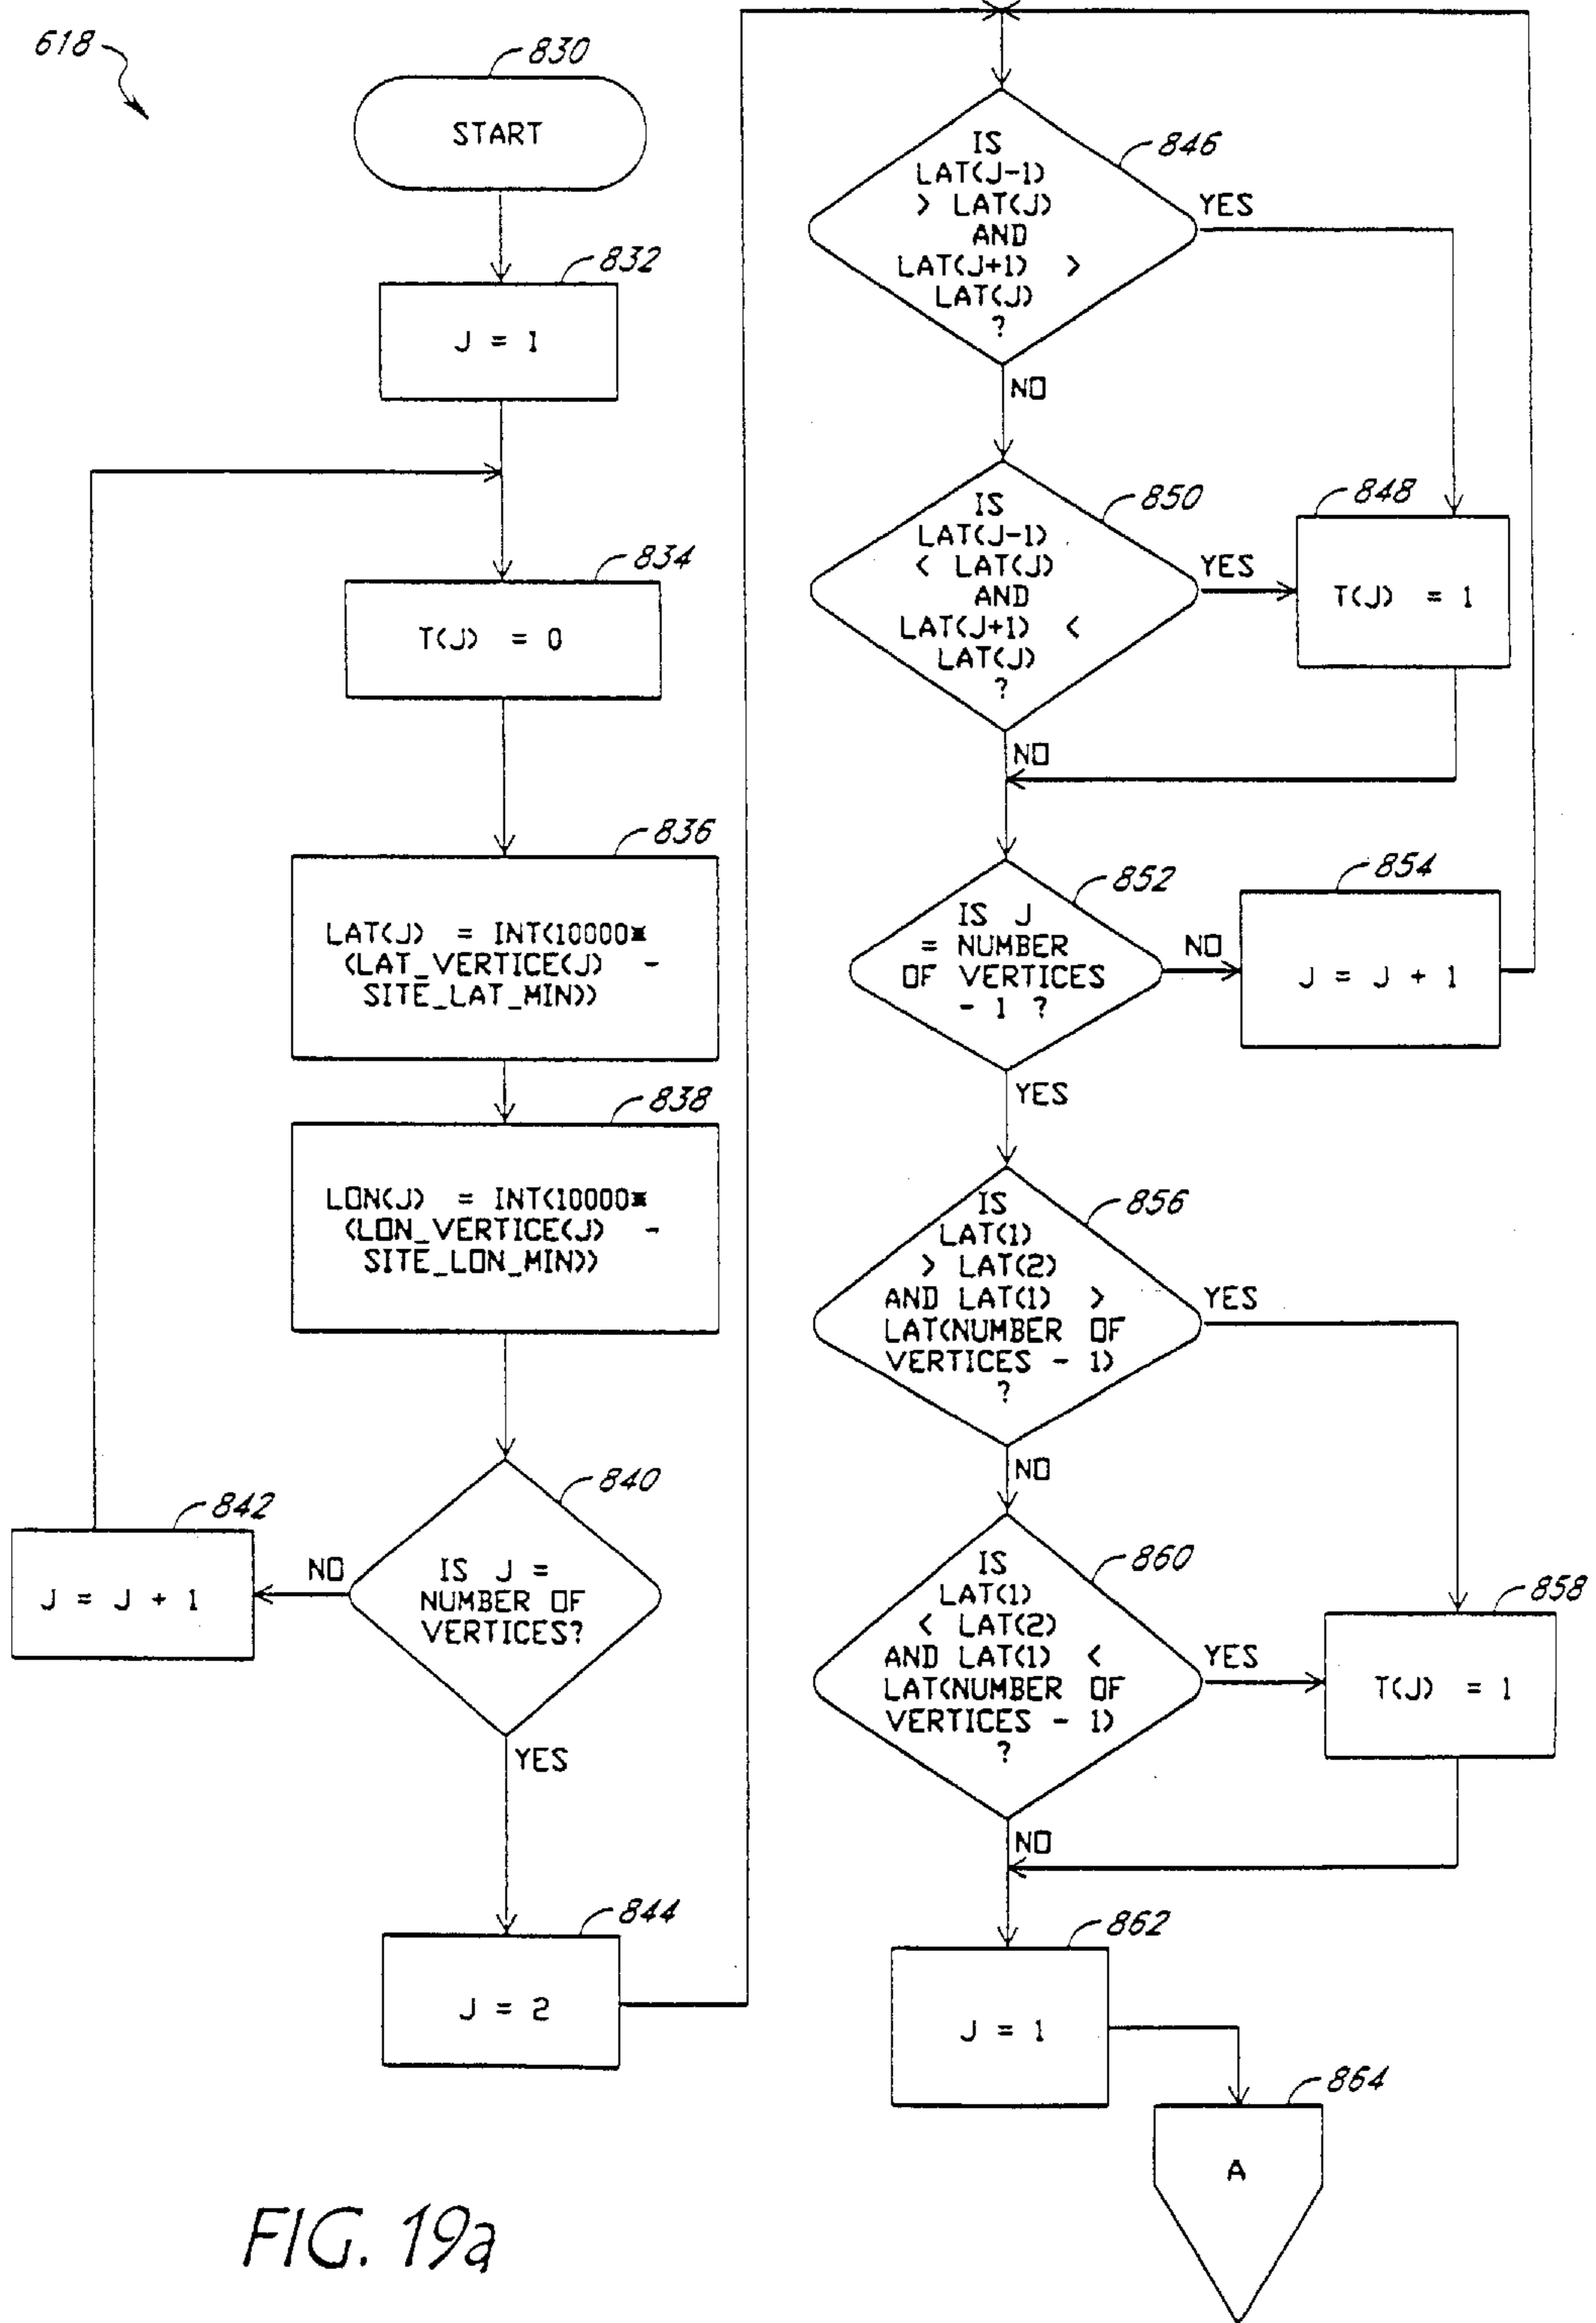 618
830
START
832
J = 1
834
T(J) = 0
836
LAT(J) = INT(10000*
(LAT_VERTICE(J) -
SITE_LAT_MIN))
838
LON(J) = INT(10000*
(LON_VERTICE(J) -
SITE_LON_MIN))
840
IS J =
NUMBER OF
VERTICES?
NO
842
J = J + 1
YES
844
J = 2
846
IS
LAT(J-1)
> LAT(J)
AND
LAT(J+1) >
LAT(J)
?
YES
NO
850
IS
LAT(J-1)
< LAT(J)
AND
LAT(J+1) <
LAT(J)
?
YES
848
T(J) = 1
NO
852
IS J
= NUMBER
OF VERTICES
- 1 ?
NO
854
J = J + 1
YES
856
IS
LAT(1)
> LAT(2)
AND LAT(1) >
LAT(NUMBER OF
VERTICES - 1)
?
YES
NO
860
IS
LAT(1)
< LAT(2)
AND LAT(1) <
LAT(NUMBER OF
VERTICES - 1)
?
YES
858
T(J) = 1
NO
862
J = 1
864
A
FIG. 19a